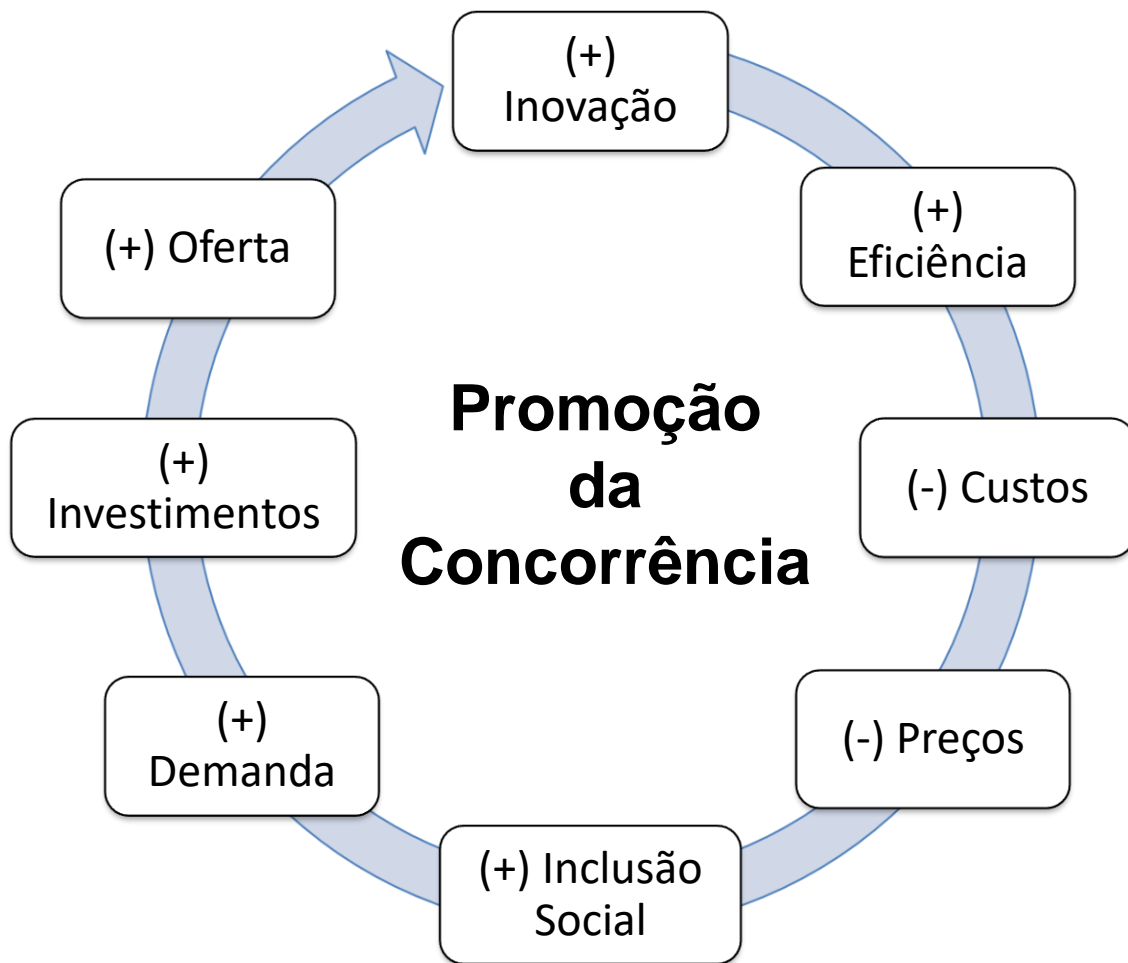 (+)
Inovação
(+)
Eficiência
(-) Custos
(-) Preços
(+) Inclusão
Social
(+)
Demanda
(+)
Investimentos
(+) Oferta
Promoção
da
Concorrência